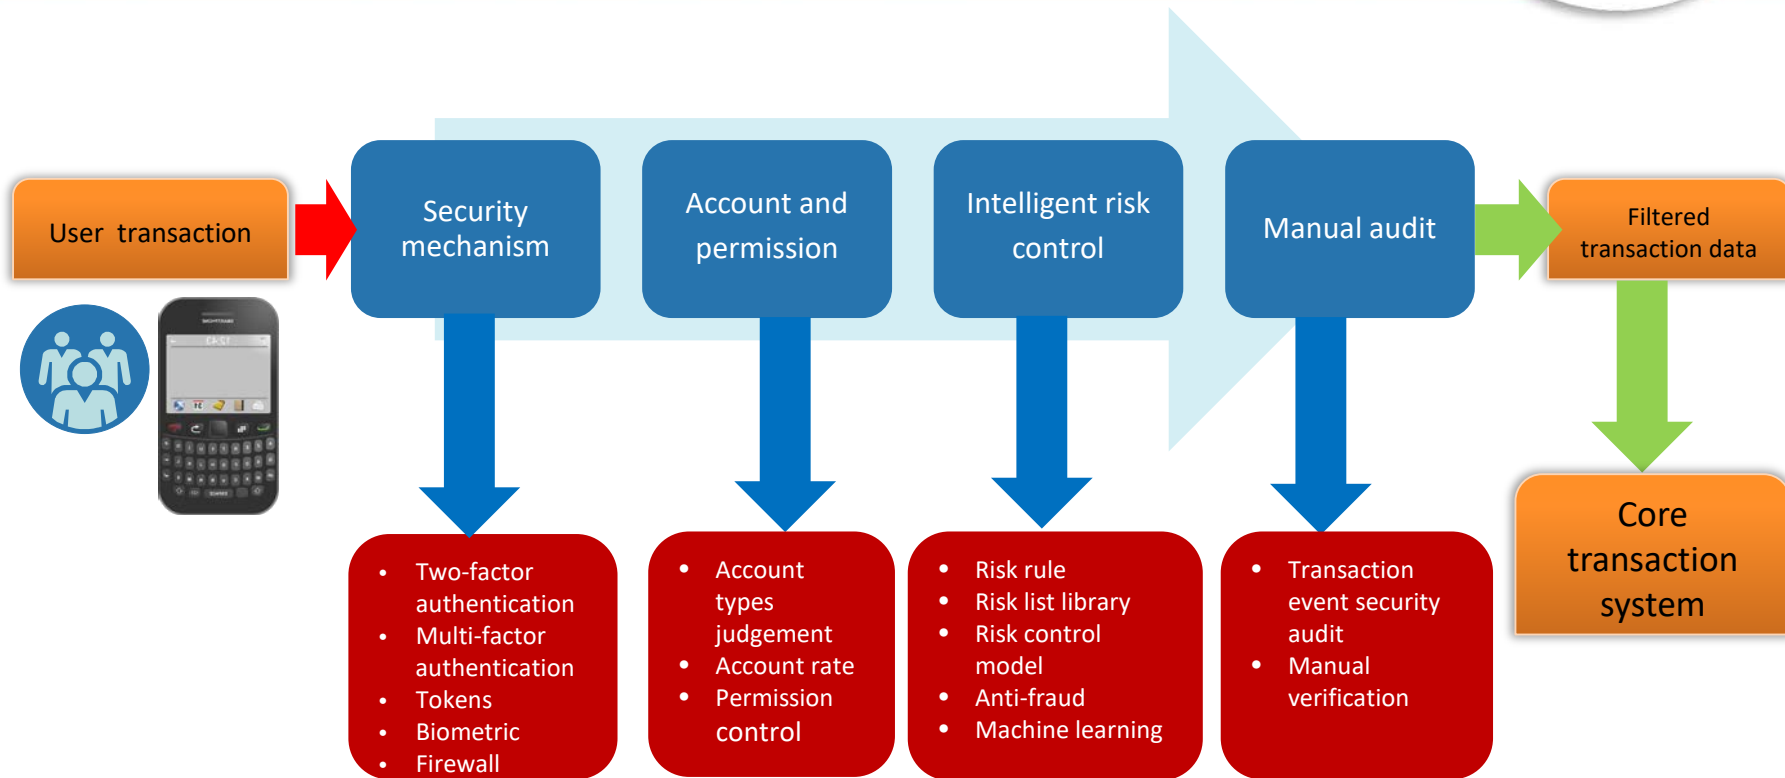 User transaction
Security
mechanism
Account and
permission
Intelligent risk
control
Manual audit
Filtered
transaction data
Core
transaction
system
• Two-factor
authentication
• Multi-factor
authentication
• Tokens
• Biometric
• Firewall
• Account
types
judgement
• Account rate
• Permission
control
• Risk rule
• Risk list library
• Risk control
model
• Anti-fraud
• Machine learning
• Transaction
event security
audit
• Manual
verification